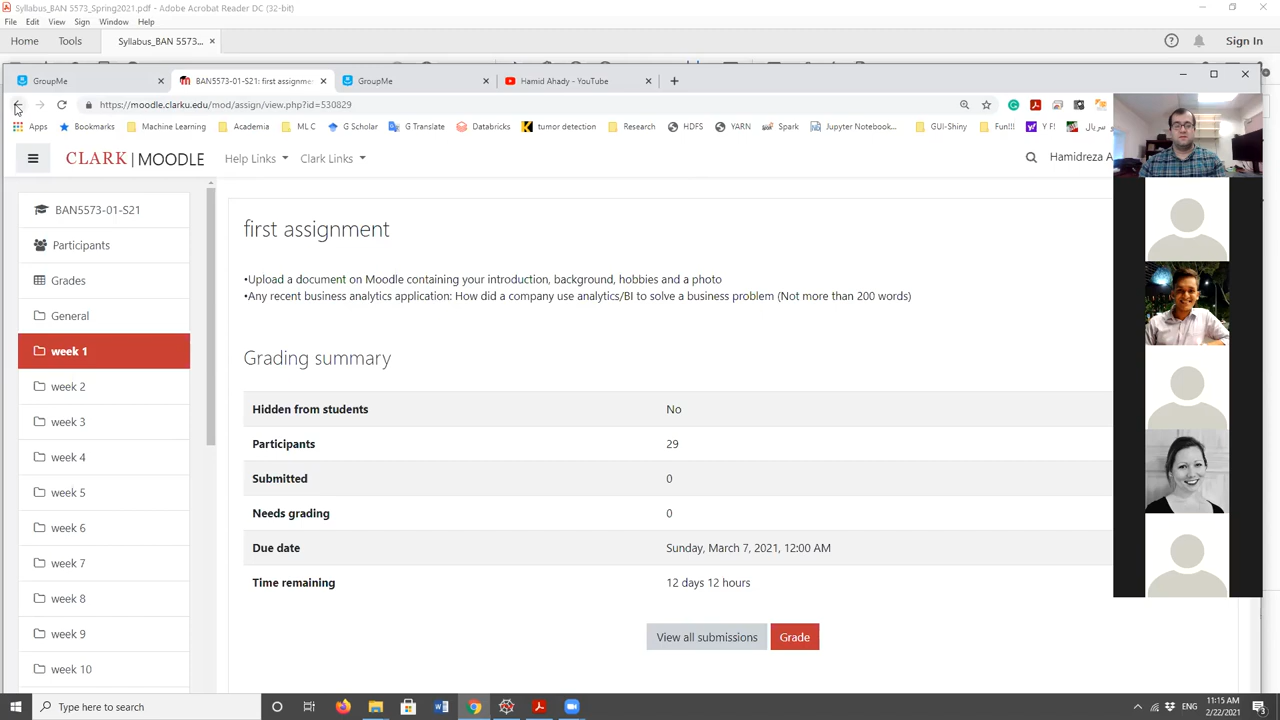 Syllabus_BAN 5573_Spring2021.pdf - Adobe Acrobat Reader DC (32-bit)
File Edit View Sign Window Help
Home Tools Syllabus_BAN 5573... × Sign In
GroupMe × BAN5573-01-S21: first assignme × GroupMe × Hamid Ahady - YouTube × +
https://moodle.clarku.edu/mod/assign/view.php?id=530829
Apps Bookmarks Machine Learning Academia ML C G Scholar G Translate Databricks tumor detection Research HDFS YARN Spark Jupyter Notebook... GUI-Shiny Fun!!! Y F! سریال
CLARK | MOODLE Help Links Clark Links Hamidreza A
BAN5573-01-S21
Participants
Grades
General
week 1
week 2
week 3
week 4
week 5
week 6
week 7
week 8
week 9
week 10
first assignment
•Upload a document on Moodle containing your introduction, background, hobbies and a photo
•Any recent business analytics application: How did a company use analytics/BI to solve a business problem (Not more than 200 words)
Grading summary
Hidden from students No
Participants 29
Submitted 0
Needs grading 0
Due date Sunday, March 7, 2021, 12:00 AM
Time remaining 12 days 12 hours
View all submissions Grade
Type here to search
ENG
11:15 AM
2/22/2021
3